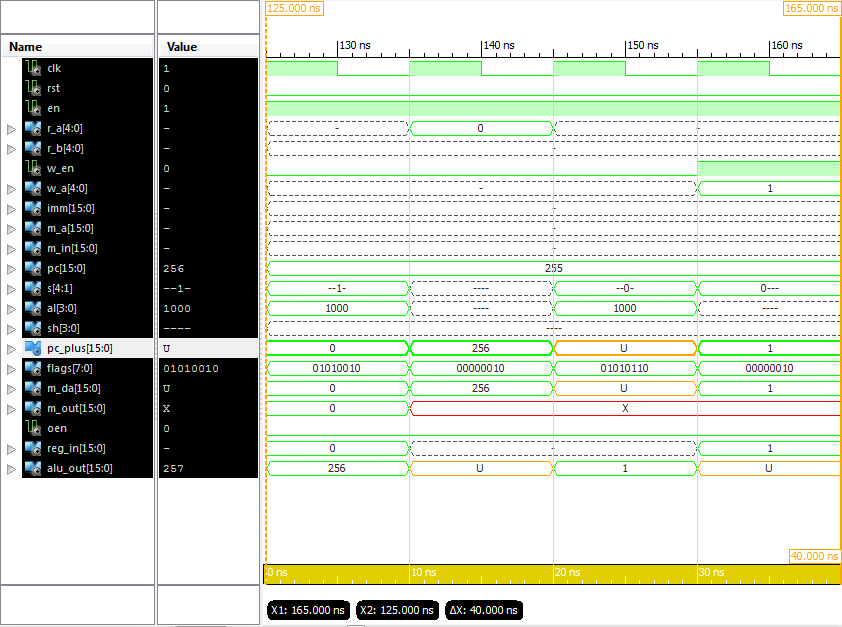 125.000 ns 165.000 ns
130 ns 140 ns 150 ns 160 ns
Name Value
clk 1
rst 0
en 1
r_a[4:0] - - 0 -
r_b[4:0] - -
w_en 0
w_a[4:0] - - 1
imm[15:0] - -
m_a[15:0] - -
m_in[15:0] - -
pc[15:0] 256 255
s[4:1] --1- --1- ---- --0- 0---
al[3:0] 1000 1000 ---- 1000 ----
sh[3:0] ---- ----
pc_plus[15:0] U 0 256 U 1
flags[7:0] 01010010 01010010 00000010 01010110 00000010
m_da[15:0] U 0 256 U 1
m_out[15:0] X 0 X
oen 0
reg_in[15:0] - 0 - 1
alu_out[15:0] 257 256 U 1 U
40.000 ns
0 ns 10 ns 20 ns 30 ns
X1: 165.000 ns X2: 125.000 ns ΔX: 40.000 ns